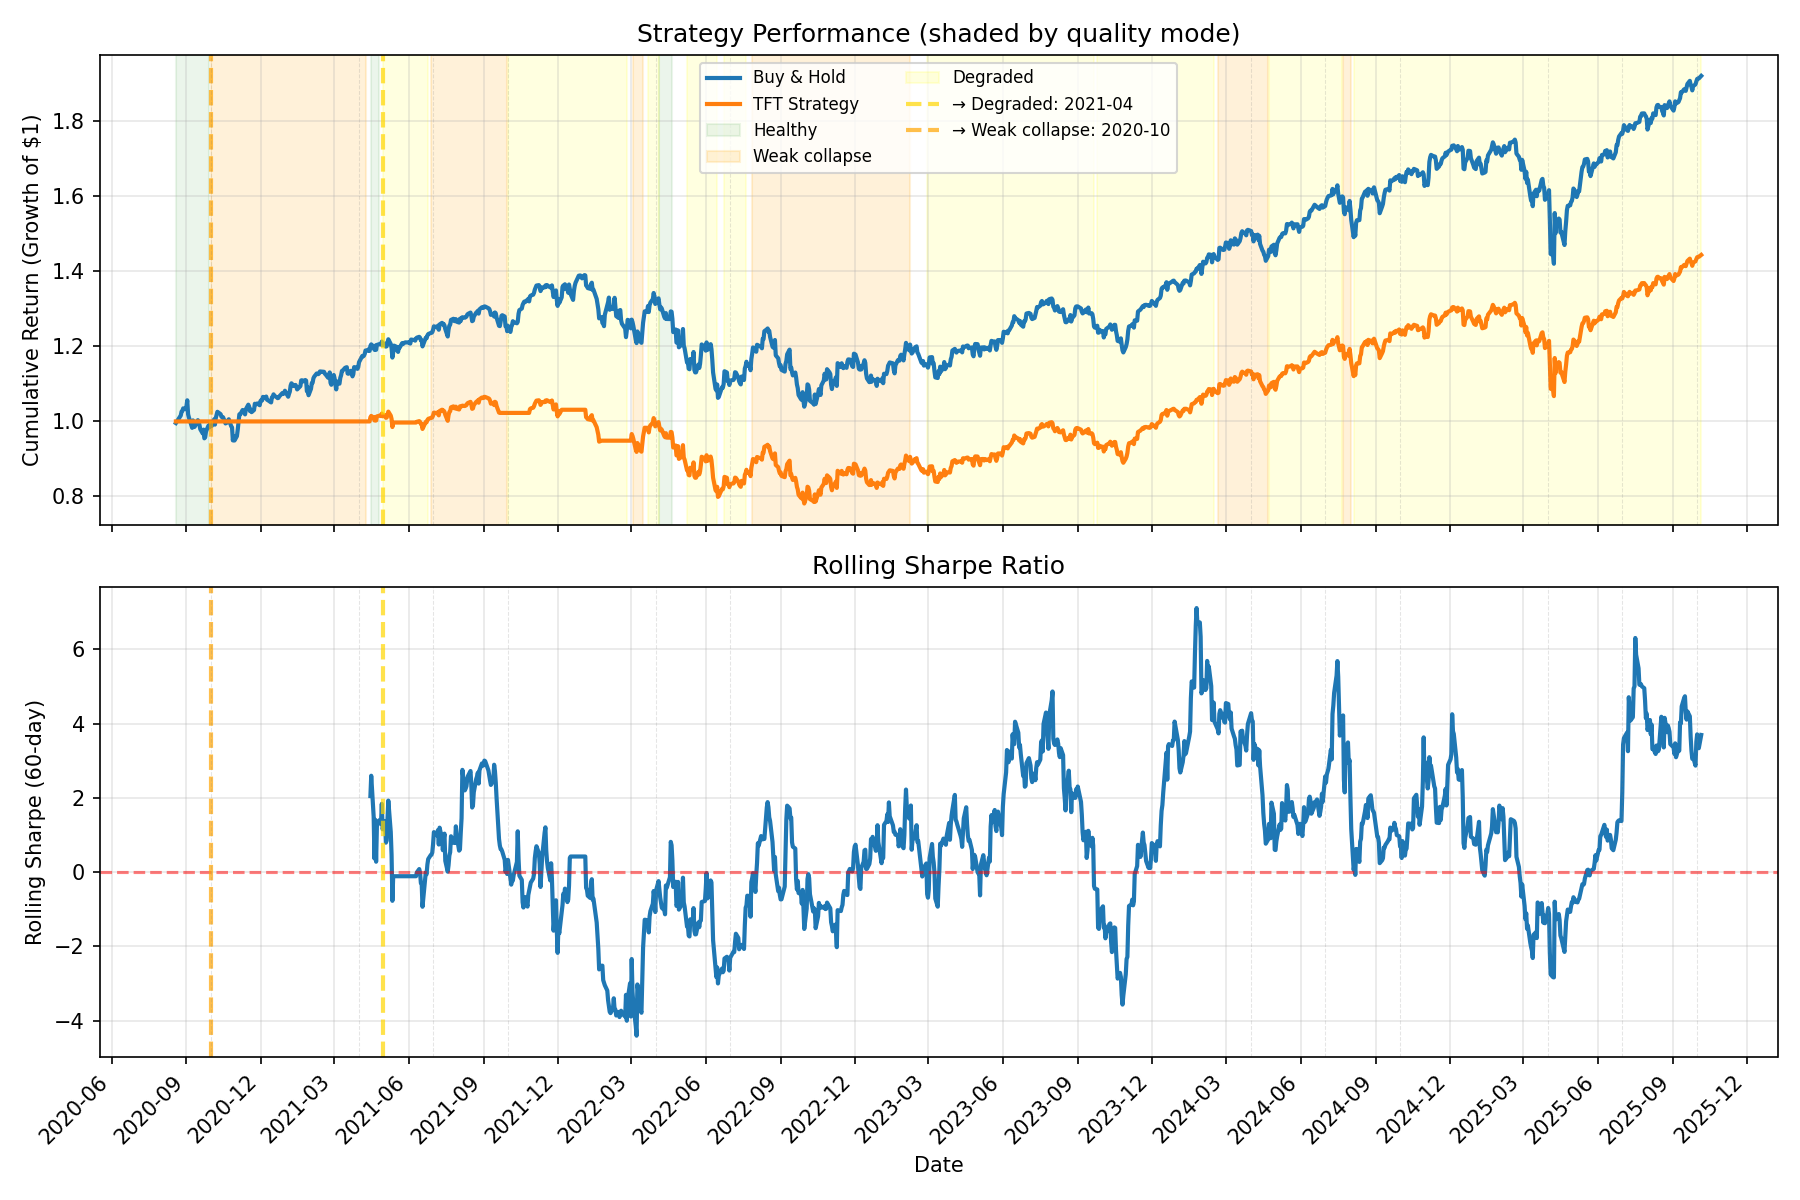 Strategy Performance (shaded by quality mode)
Cumulative Return (Growth of $1)
1.8
1.6
1.4
1.2
1.0
0.8
Buy & Hold
TFT Strategy
Healthy
Weak collapse
Degraded
→ Degraded: 2021-04
→ Weak collapse: 2020-10
Rolling Sharpe Ratio
Rolling Sharpe (60-day)
6
4
2
0
−2
−4
2020-06
2020-09
2020-12
2021-03
2021-06
2021-09
2021-12
2022-03
2022-06
2022-09
2022-12
2023-03
2023-06
2023-09
2023-12
2024-03
2024-06
2024-09
2024-12
2025-03
2025-06
2025-09
2025-12
Date